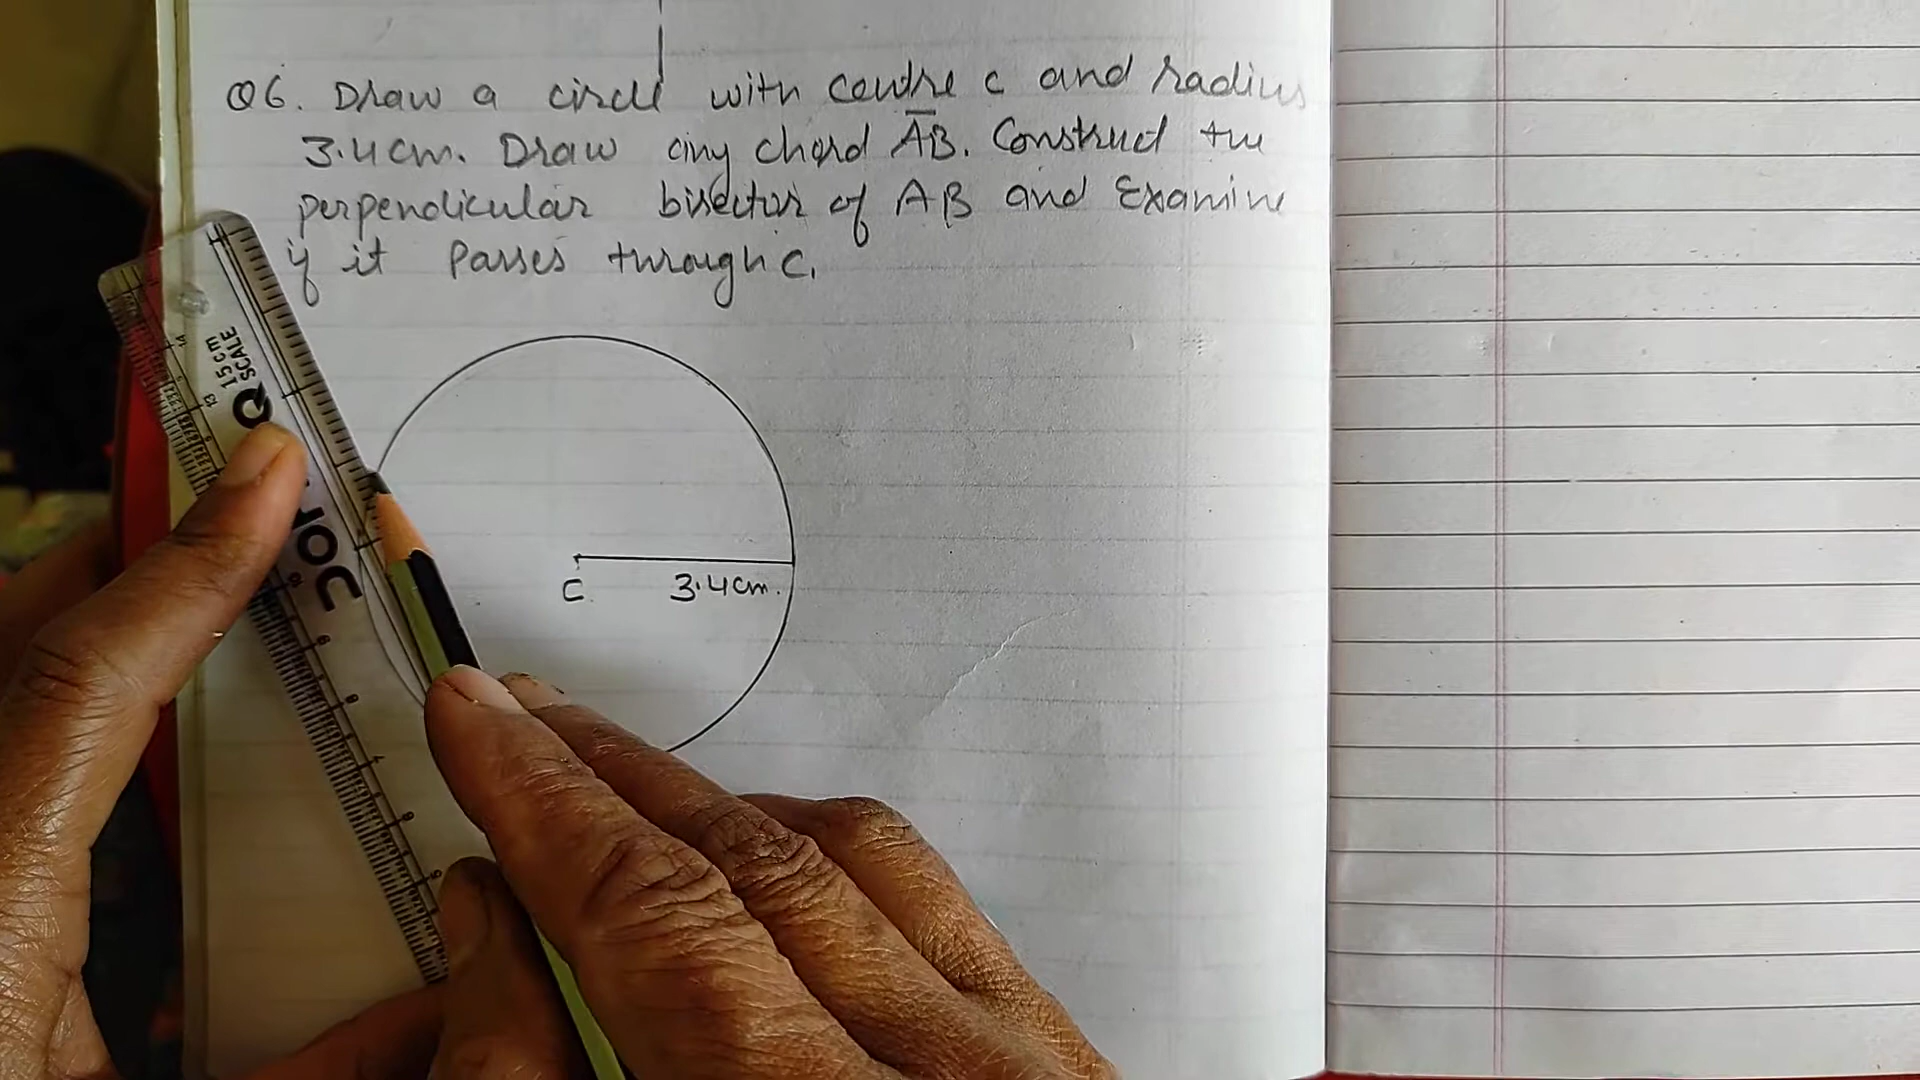 Q6. Draw a circle with centre c and radius
3.4cm. Draw any chord A̅B̅. Construct the
perpendicular bisector of AB and Examine
if it passes through C.
C
3.4cm.
15cm
SCALE